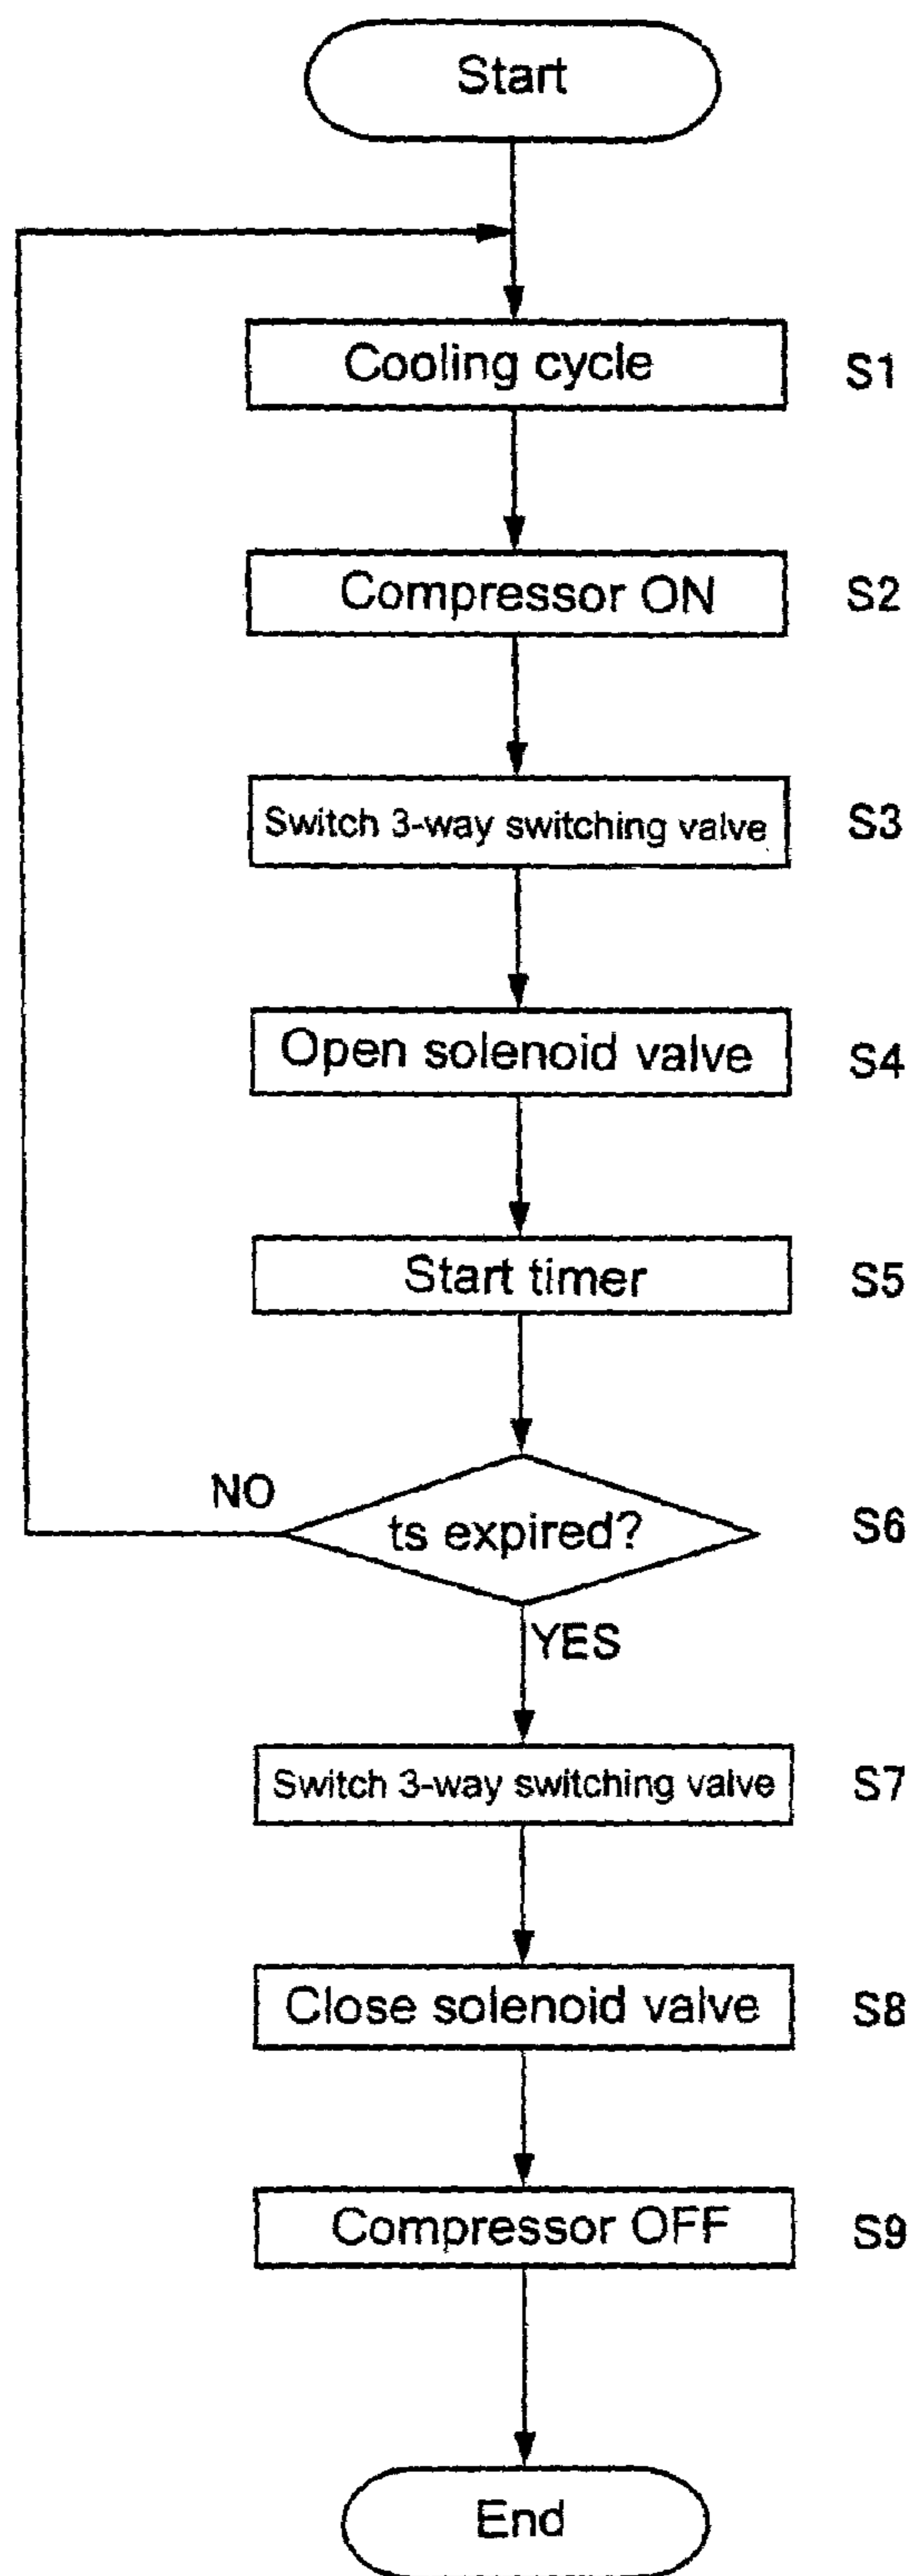 Start
Cooling cycle S1
Compressor ON S2
Switch 3-way switching valve S3
Open solenoid valve S4
Start timer S5
NO
ts expired? S6
YES
Switch 3-way switching valve S7
Close solenoid valve S8
Compressor OFF S9
End